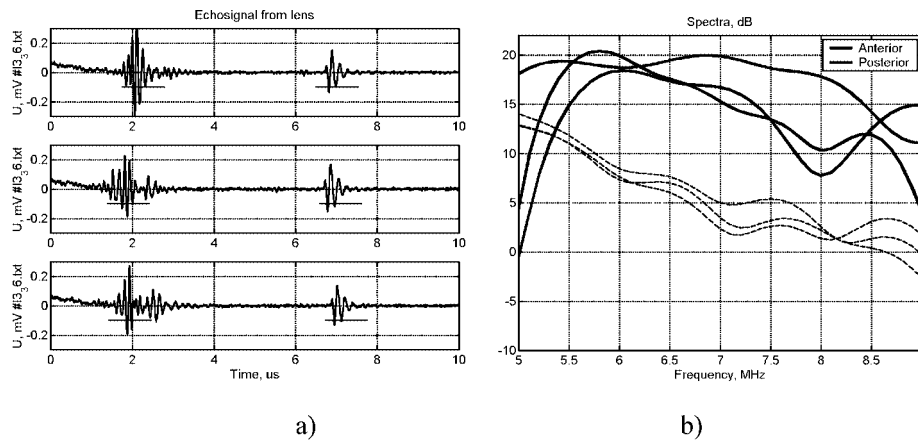 Echosignal from lens
U, mV #I3_36.txt
0.2
0
-0.2
0 2 4 6 8 10
U, mV #I3_36.txt
0.2
0
-0.2
0 2 4 6 8 10
U, mV #I3_36.txt
0.2
0
-0.2
0 2 4 6 8 10
Time, us
a)
Spectra, dB
Anterior
Posterior
20
15
10
5
0
-5
-10
5 5.5 6 6.5 7 7.5 8 8.5
Frequency, MHz
b)